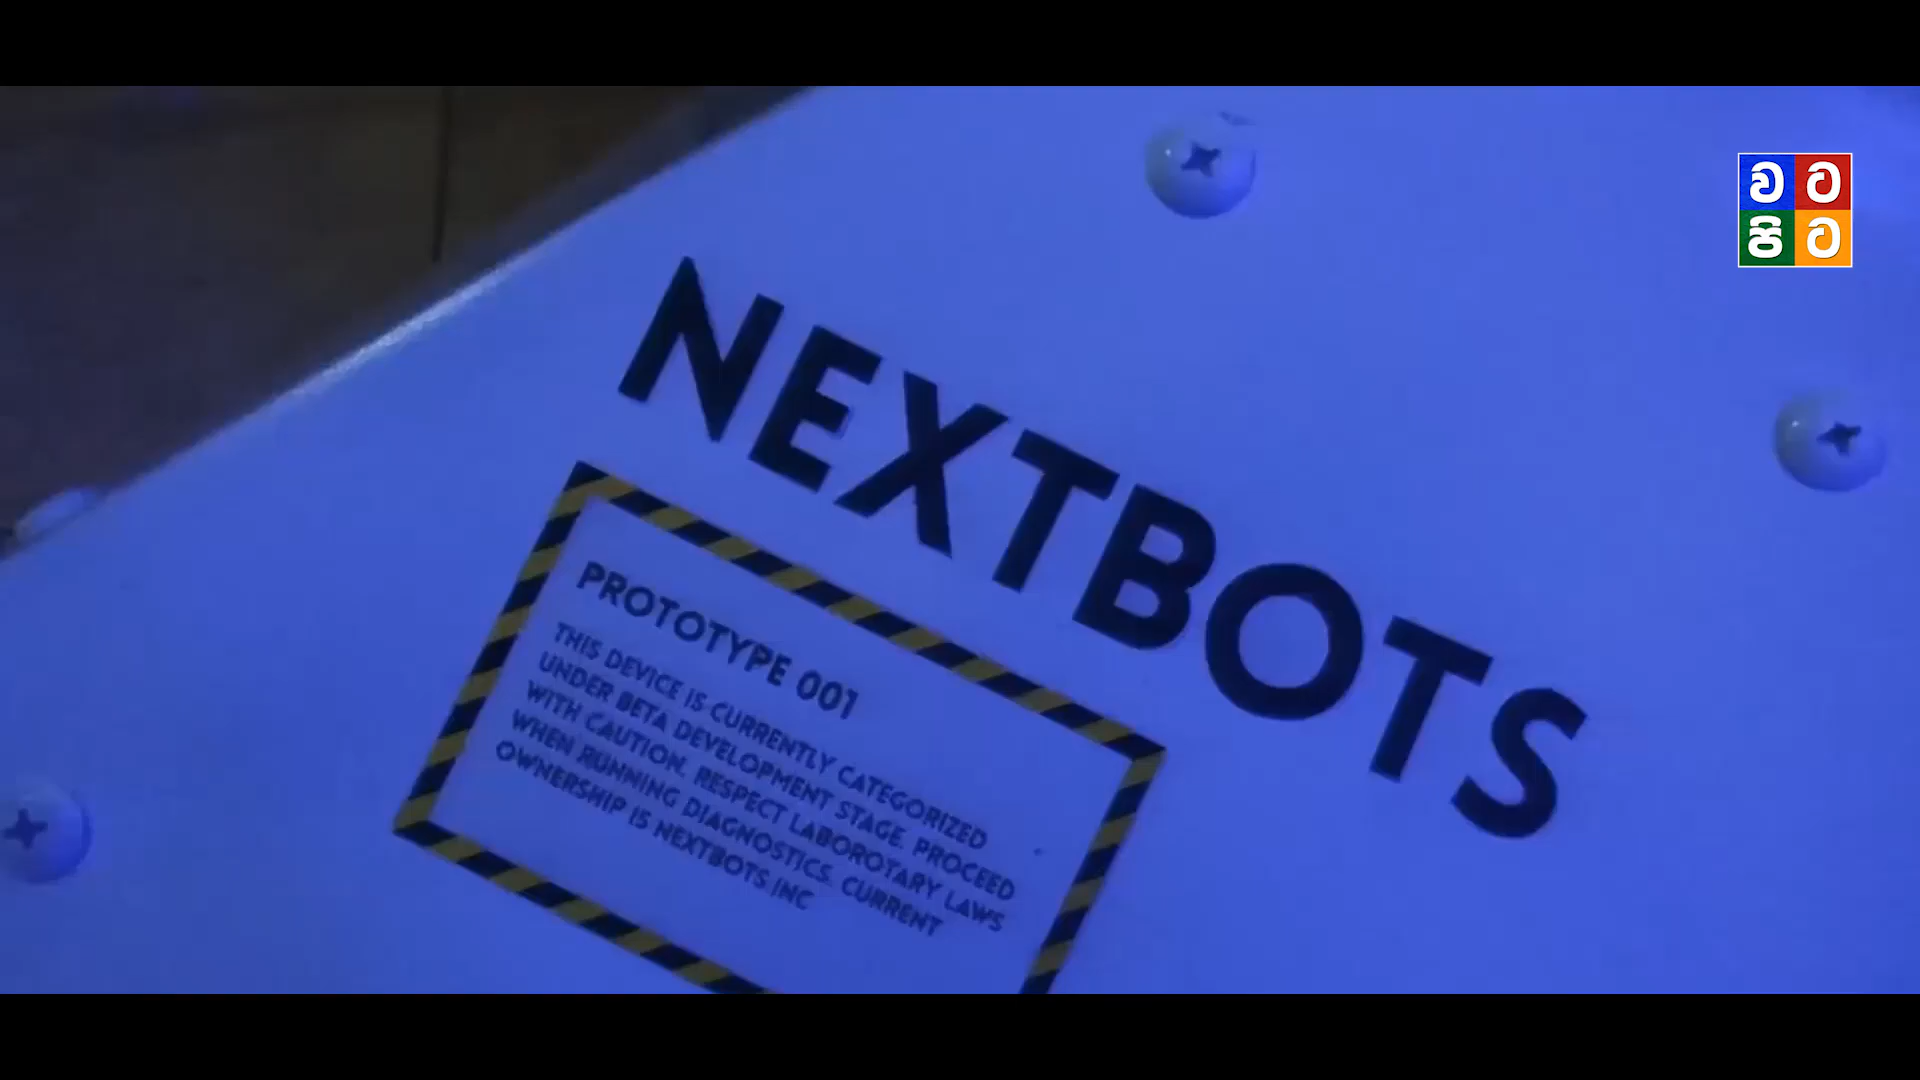 NEXTBOTS
PROTOTYPE 001
THIS DEVICE IS CURRENTLY CATEGORIZED
UNDER BETA DEVELOPMENT STAGE. PROCEED
WITH CAUTION. RESPECT LABOROTARY LAWS
WHEN RUNNING DIAGNOSTICS. CURRENT
OWNERSHIP IS NEXTBOTS.INC